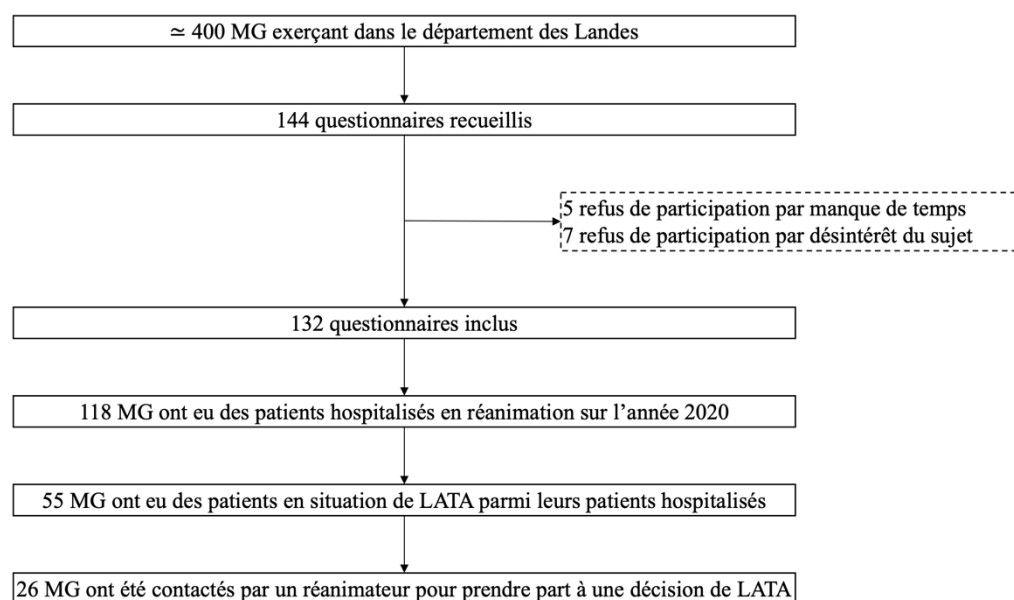 ≃ 400 MG exerçant dans le département des Landes
144 questionnaires recueillis
5 refus de participation par manque de temps
7 refus de participation par désintérêt du sujet
132 questionnaires inclus
118 MG ont eu des patients hospitalisés en réanimation sur l’année 2020
55 MG ont eu des patients en situation de LATA parmi leurs patients hospitalisés
26 MG ont été contactés par un réanimateur pour prendre part à une décision de LATA